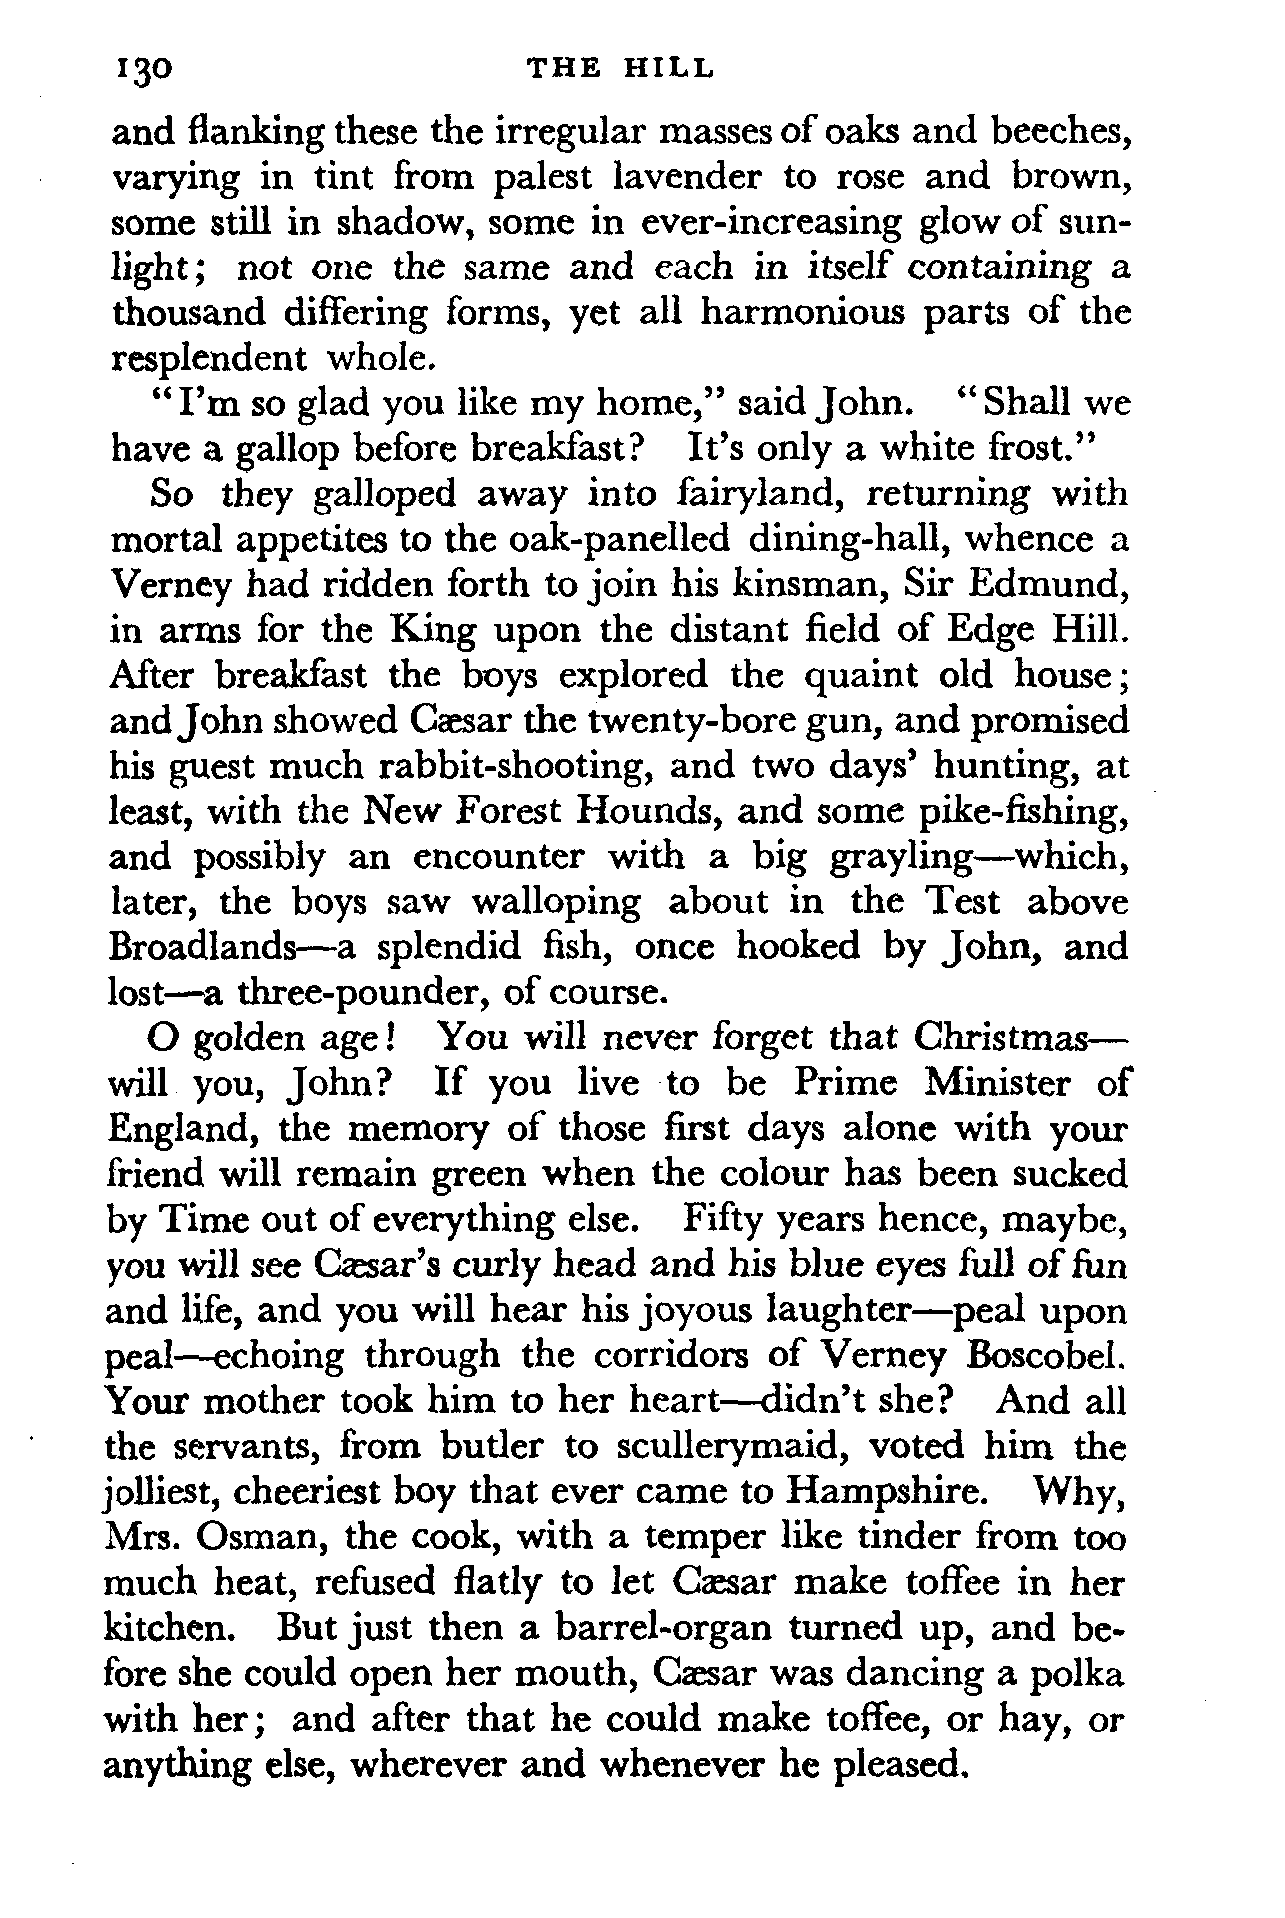 130 THE HILL
and flanking these the irregular masses of oaks and beeches,
varying in tint from palest lavender to rose and brown,
some still in shadow, some in ever-increasing glow of sun-
light; not one the same and each in itself containing a
thousand differing forms, yet all harmonious parts of the
resplendent whole.
"I'm so glad you like my home," said John. "Shall we
have a gallop before breakfast? It's only a white frost."
So they galloped away into fairyland, returning with
mortal appetites to the oak-panelled dining-hall, whence a
Verney had ridden forth to join his kinsman, Sir Edmund,
in arms for the King upon the distant field of Edge Hill.
After breakfast the boys explored the quaint old house;
and John showed Cæsar the twenty-bore gun, and promised
his guest much rabbit-shooting, and two days' hunting, at
least, with the New Forest Hounds, and some pike-fishing,
and possibly an encounter with a big grayling—which,
later, the boys saw walloping about in the Test above
Broadlands—a splendid fish, once hooked by John, and
lost—a three-pounder, of course.
O golden age! You will never forget that Christmas—
will you, John? If you live to be Prime Minister of
England, the memory of those first days alone with your
friend will remain green when the colour has been sucked
by Time out of everything else. Fifty years hence, maybe,
you will see Cæsar's curly head and his blue eyes full of fun
and life, and you will hear his joyous laughter—peal upon
peal—echoing through the corridors of Verney Boscobel.
Your mother took him to her heart—didn't she? And all
the servants, from butler to scullerymaid, voted him the
jolliest, cheeriest boy that ever came to Hampshire. Why,
Mrs. Osman, the cook, with a temper like tinder from too
much heat, refused flatly to let Cæsar make toffee in her
kitchen. But just then a barrel-organ turned up, and be-
fore she could open her mouth, Cæsar was dancing a polka
with her; and after that he could make toffee, or hay, or
anything else, wherever and whenever he pleased.